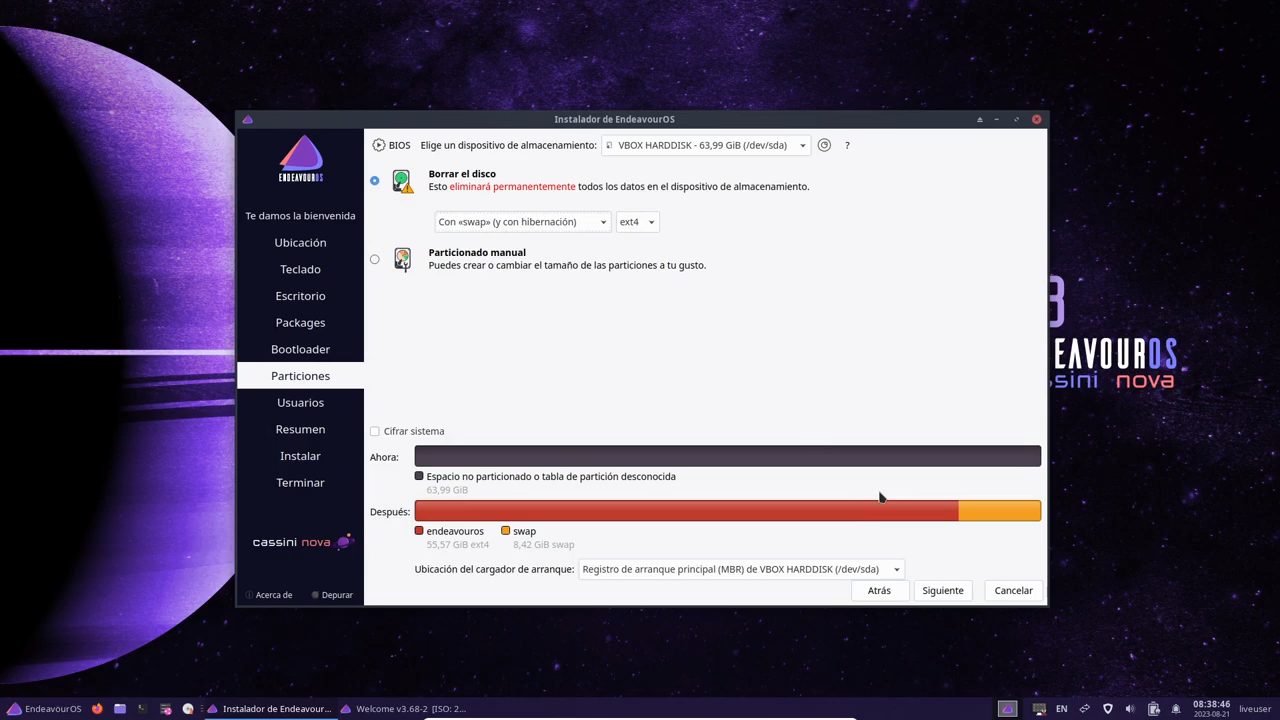 Instalador de EndeavourOS
ENDEAVOUROS
BIOS
Elige un dispositivo de almacenamiento:
VBOX HARDDISK - 63,99 GiB (/dev/sda)
?
Borrar el disco
Esto eliminará permanentemente todos los datos en el dispositivo de almacenamiento.
Con «swap» (y con hibernación)
ext4
Particionado manual
Puedes crear o cambiar el tamaño de las particiones a tu gusto.
Te damos la bienvenida
Ubicación
Teclado
Escritorio
Packages
Bootloader
Particiones
Usuarios
Resumen
Instalar
Terminar
cassini nova
Acerca de
Depurar
Cifrar sistema
Ahora:
Espacio no particionado o tabla de partición desconocida
63,99 GiB
Después:
endeavouros
55,57 GiB ext4
swap
8,42 GiB swap
Ubicación del cargador de arranque:
Registro de arranque principal (MBR) de VBOX HARDDISK (/dev/sda)
Atrás
Siguiente
Cancelar
EAVOUROS
ssini nova
EndeavourOS
Instalador de EndeavourOS...
Welcome v3.68-2 [ISO: 2...
EN
08:38:46
2023-08-21
liveuser